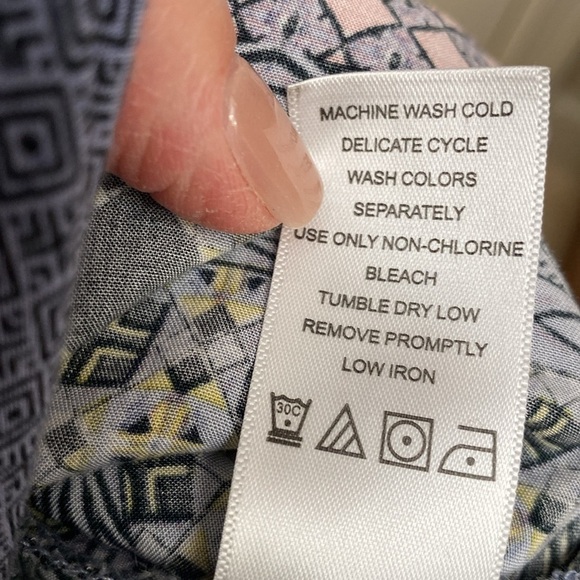 MACHINE WASH COLD
DELICATE CYCLE
WASH COLORS
SEPARATELY
USE ONLY NON-CHLORINE
BLEACH
TUMBLE DRY LOW
REMOVE PROMPTLY
LOW IRON
30C